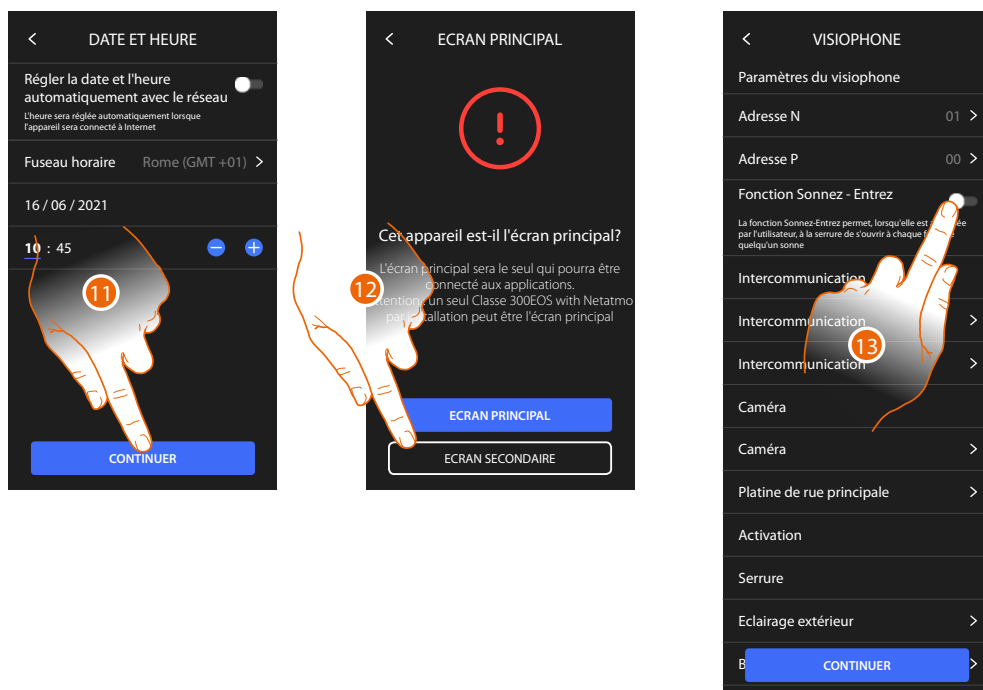 DATE ET HEURE
Régler la date et l'heure
automatiquement avec le réseau
L'heure sera réglée automatiquement lorsque
l'appareil sera connecté à Internet
Fuseau horaire Rome (GMT +01)
16 / 06 / 2021
10 : 45
11
CONTINUER
ECRAN PRINCIPAL
Cet appareil est-il l'écran principal?
L'écran principal sera le seul qui pourra être
connecté aux applications.
un seul Classe 300EOS with Netatmo
par installation peut être l'écran principal
12
ECRAN PRINCIPAL
ECRAN SECONDAIRE
VISIOPHONE
Paramètres du visiophone
Adresse N 01
Adresse P 00
Fonction Sonnez - Entrez
La fonction Sonnez-Entrez permet, lorsqu'elle est
par l'utilisateur, à la serrure de s'ouvrir à chaque
quelqu'un sonne
Intercommunication
Intercommunication
Intercommunication
13
Caméra
Caméra
Platine de rue principale
Activation
Serrure
Eclairage extérieur
B
CONTINUER